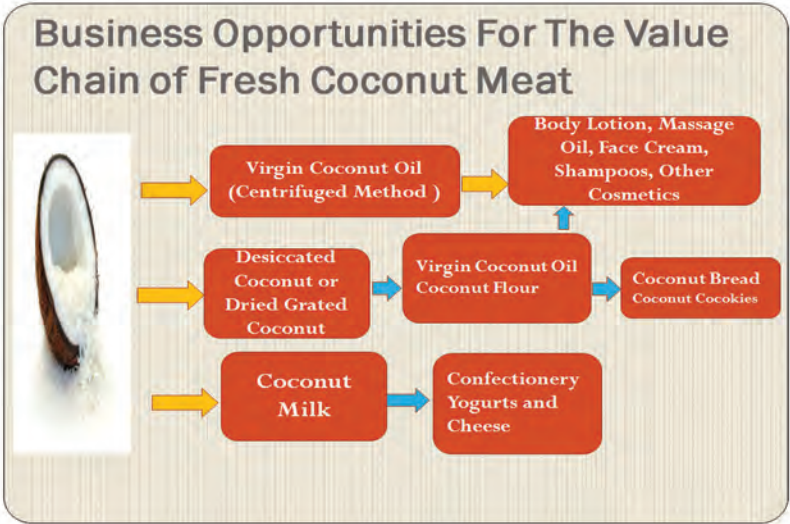 Business Opportunities For The Value
Chain of Fresh Coconut Meat
Virgin Coconut Oil
(Centrifuged Method )
Body Lotion, Massage
Oil, Face Cream,
Shampoos, Other
Cosmetics
Desiccated
Coconut or
Dried Grated
Coconut
Virgin Coconut Oil
Coconut Flour
Coconut Bread
Coconut Cocokies
Coconut
Milk
Confectionery
Yogurts and
Cheese